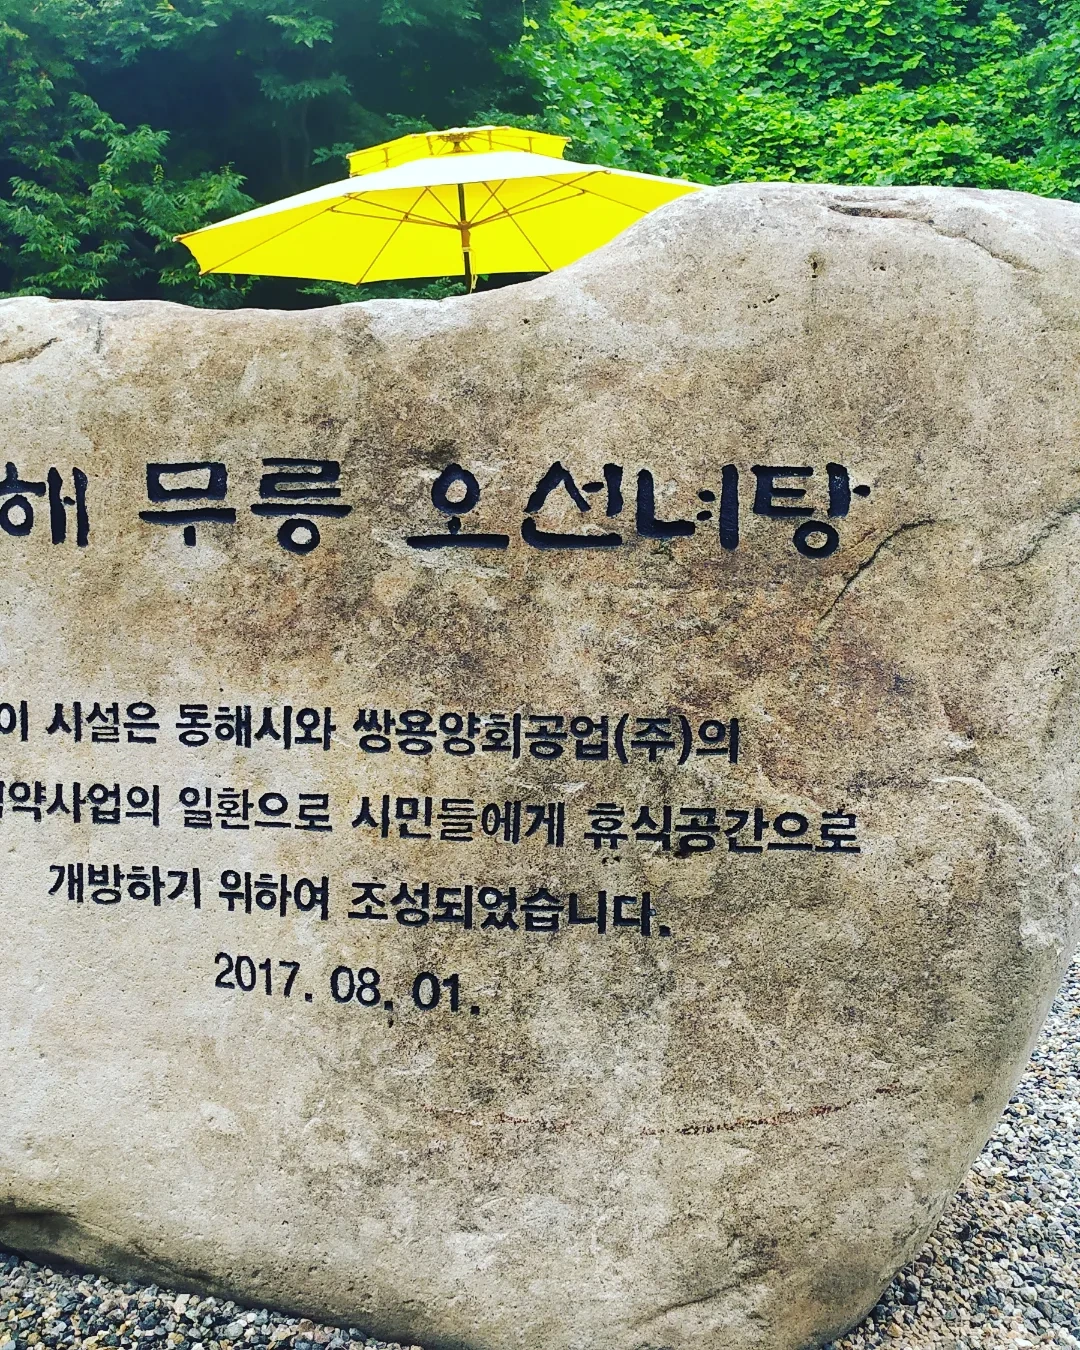 해 무릉 오선녀탕
이 시설은 동해시와 쌍용양회공업(주)의
약사업의 일환으로 시민들에게 휴식공간으로
개방하기 위하여 조성되었습니다.
2017. 08. 01.